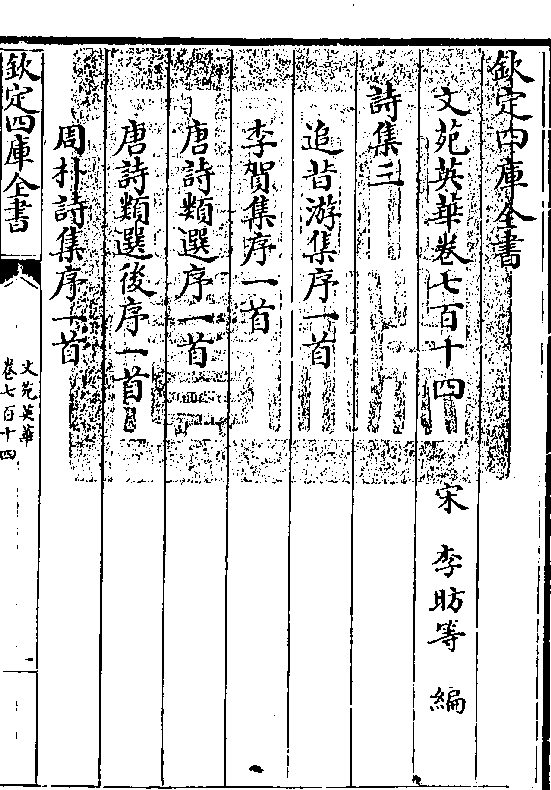 欽定四庫全書
文苑英華卷七百十四　宋　李昉等　編
詩集三
追昔游集序一首
李賀集序一首
唐詩類選序一首
唐詩類選後序一首
周朴詩集序一首
欽定四庫全書
文苑英華
卷七百十四